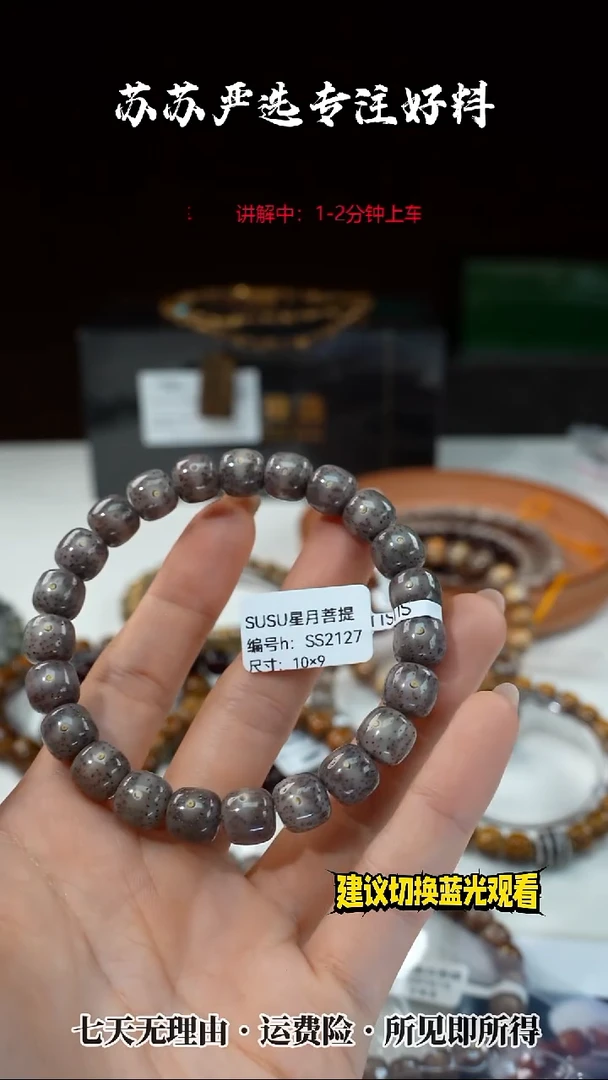 苏苏严选专注好料
讲解中：1-2分钟上车
SUSU星月菩提
编号h：SS2127
尺寸：10×9
建议切换蓝光观看
七天无理由·运费险·所见即所得